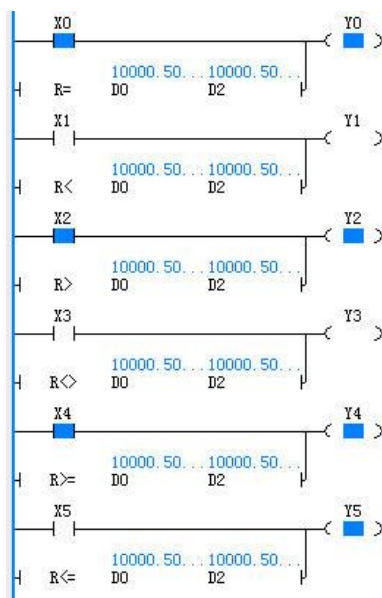 X0 Y0
10000.50... 10000.50...
R= D0 D2
X1 Y1
10000.50... 10000.50...
R< D0 D2
X2 Y2
10000.50... 10000.50...
R> D0 D2
X3 Y3
10000.50... 10000.50...
R<> D0 D2
X4 Y4
10000.50... 10000.50...
R>= D0 D2
X5 Y5
10000.50... 10000.50...
R<= D0 D2